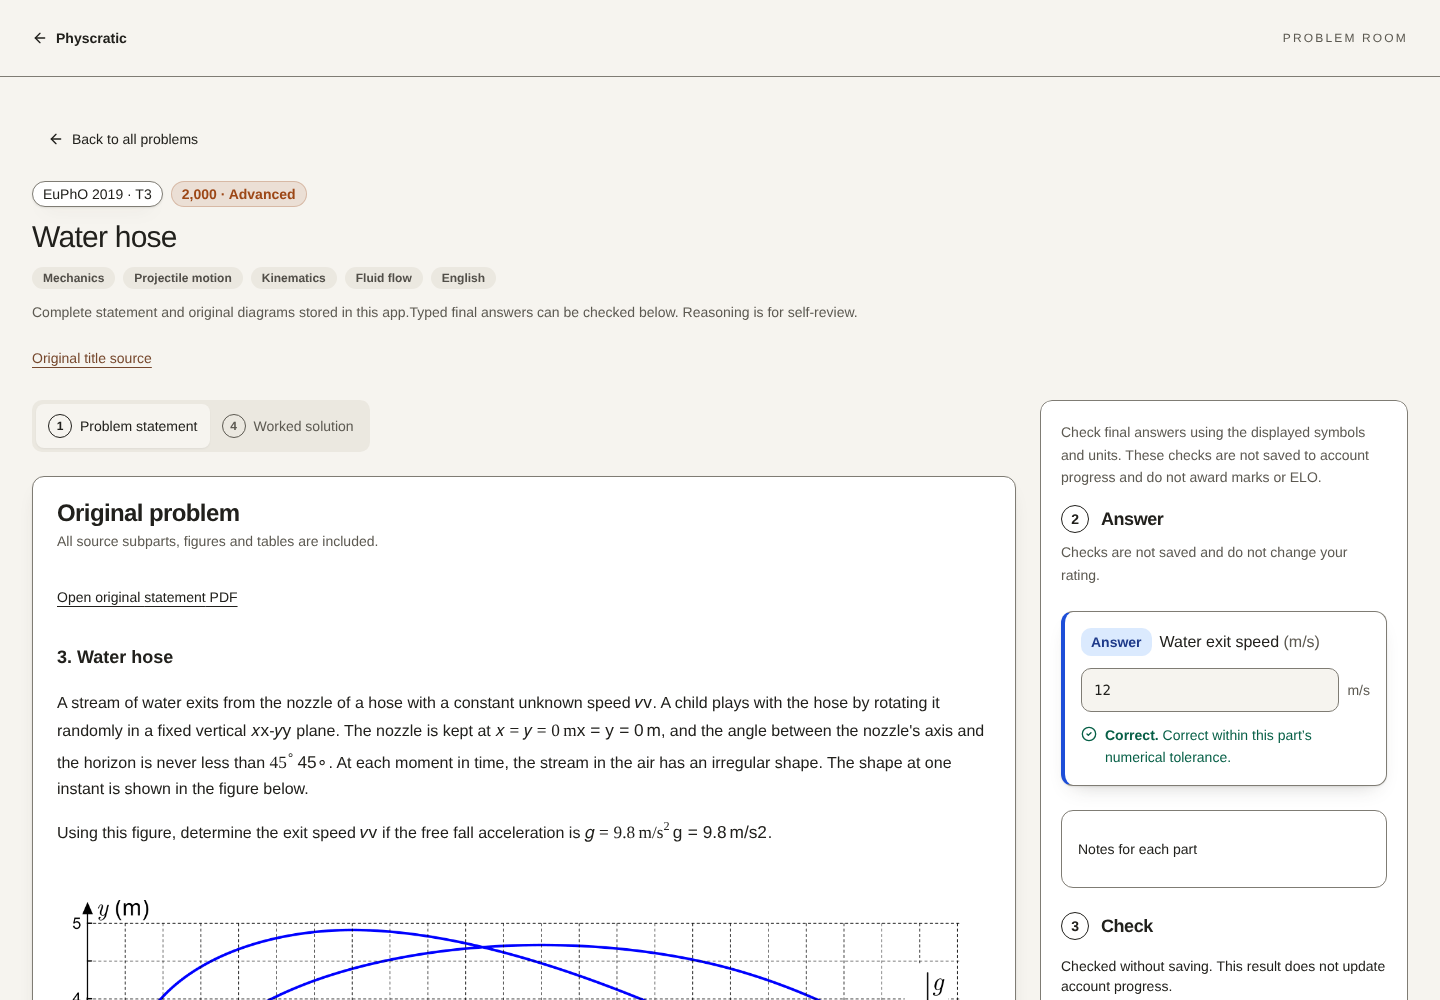 Physcratic
PROBLEM ROOM
Back to all problems
EuPhO 2019 · T3
2,000 · Advanced
Water hose
Mechanics
Projectile motion
Kinematics
Fluid flow
English
Complete statement and original diagrams stored in this app.Typed final answers can be checked below. Reasoning is for self-review.
Original title source
1 Problem statement
4 Worked solution
Original problem
All source subparts, figures and tables are included.
Open original statement PDF
3. Water hose
A stream of water exits from the nozzle of a hose with a constant unknown speed vv. A child plays with the hose by rotating it
randomly in a fixed vertical xx-yy plane. The nozzle is kept at x = y = 0 mx = y = 0 m, and the angle between the nozzle's axis and
the horizon is never less than 45° 45∘. At each moment in time, the stream in the air has an irregular shape. The shape at one
instant is shown in the figure below.
Using this figure, determine the exit speed vv if the free fall acceleration is g = 9.8 m/s² g = 9.8 m/s2.
y (m)
5
g
4
Check final answers using the displayed symbols
and units. These checks are not saved to account
progress and do not award marks or ELO.
2 Answer
Checks are not saved and do not change your
rating.
Answer Water exit speed (m/s)
12 m/s
Correct. Correct within this part's
numerical tolerance.
Notes for each part
3 Check
Checked without saving. This result does not update
account progress.